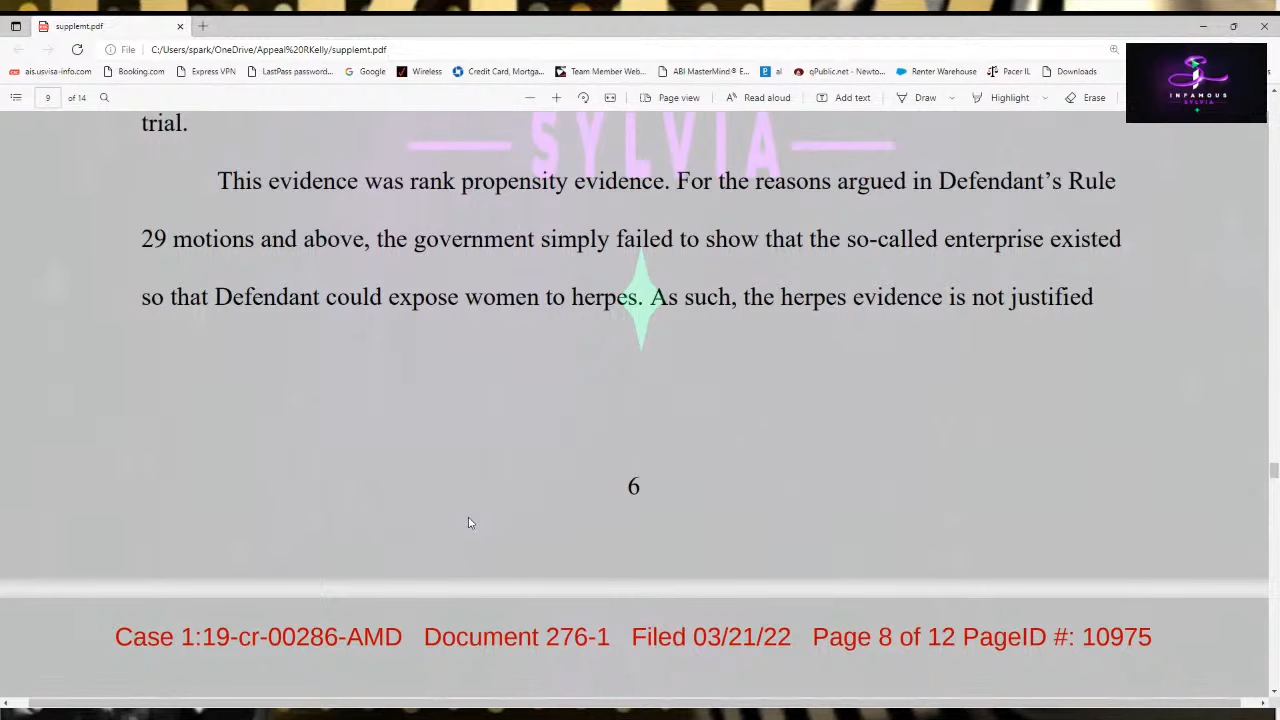 supplemt.pdf
File C:/Users/spark/OneDrive/Appeal%20RKelly/supplemt.pdf
ais.usvisa-info.com Booking.com Express VPN LastPass password... Google Wireless Credit Card, Mortga... Team Member Web... ABI MasterMind® E... al qPublic.net - Newto... Renter Warehouse Pacer IL Downloads
9 of 14 Page view Read aloud Add text Draw Highlight Erase
INFAMOUS
SYLVIA
trial.
SYLVIA
This evidence was rank propensity evidence. For the reasons argued in Defendant’s Rule
29 motions and above, the government simply failed to show that the so-called enterprise existed
so that Defendant could expose women to herpes. As such, the herpes evidence is not justified
6
Case 1:19-cr-00286-AMD Document 276-1 Filed 03/21/22 Page 8 of 12 PageID #: 10975